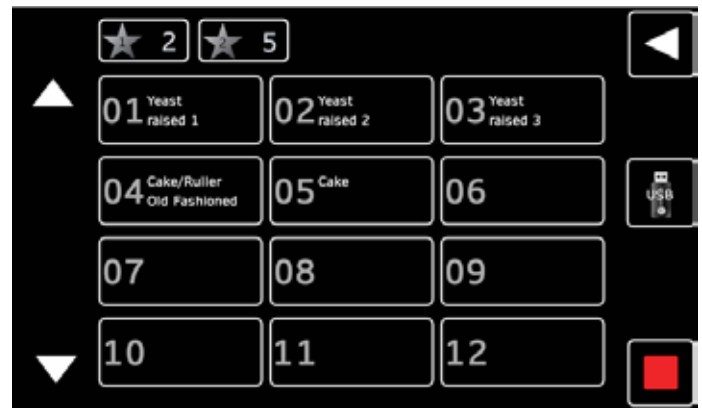 1 2 2 5
01 Yeast raised 1 02 Yeast raised 2 03 Yeast raised 3
04 Cake/Ruller Old Fashioned 05 Cake 06
USB
07 08 09
10 11 12